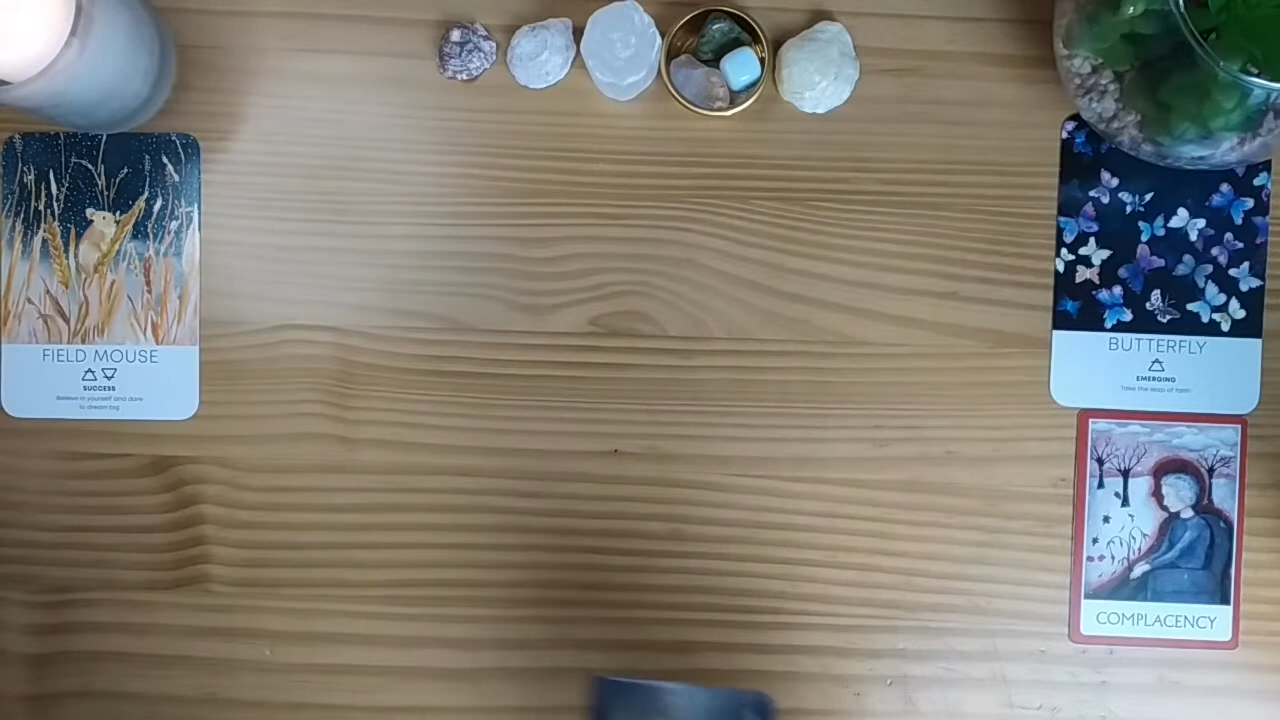 FIELD MOUSE
SUCCESS
Believe in yourself and dare
to dream big
BUTTERFLY
EMERGING
Take the leap of faith
COMPLACENCY